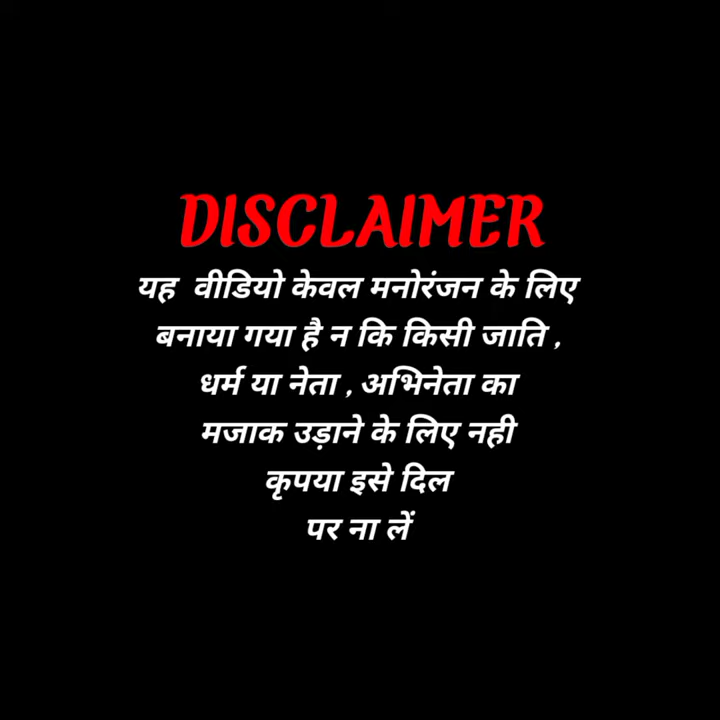 DISCLAIMER
यह वीडियो केवल मनोरंजन के लिए
बनाया गया है न कि किसी जाति ,
धर्म या नेता , अभिनेता का
मजाक उड़ाने के लिए नही
कृपया इसे दिल
पर ना लें